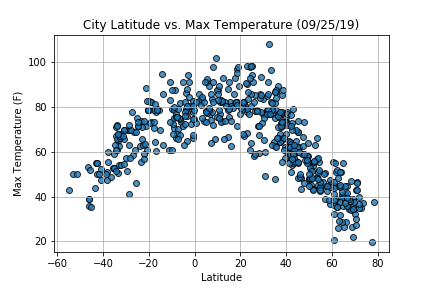 City Latitude vs. Max Temperature (09/25/19)
100
80
60
40
20
Max Temperature (F)
−60 −40 −20 0 20 40 60 80
Latitude